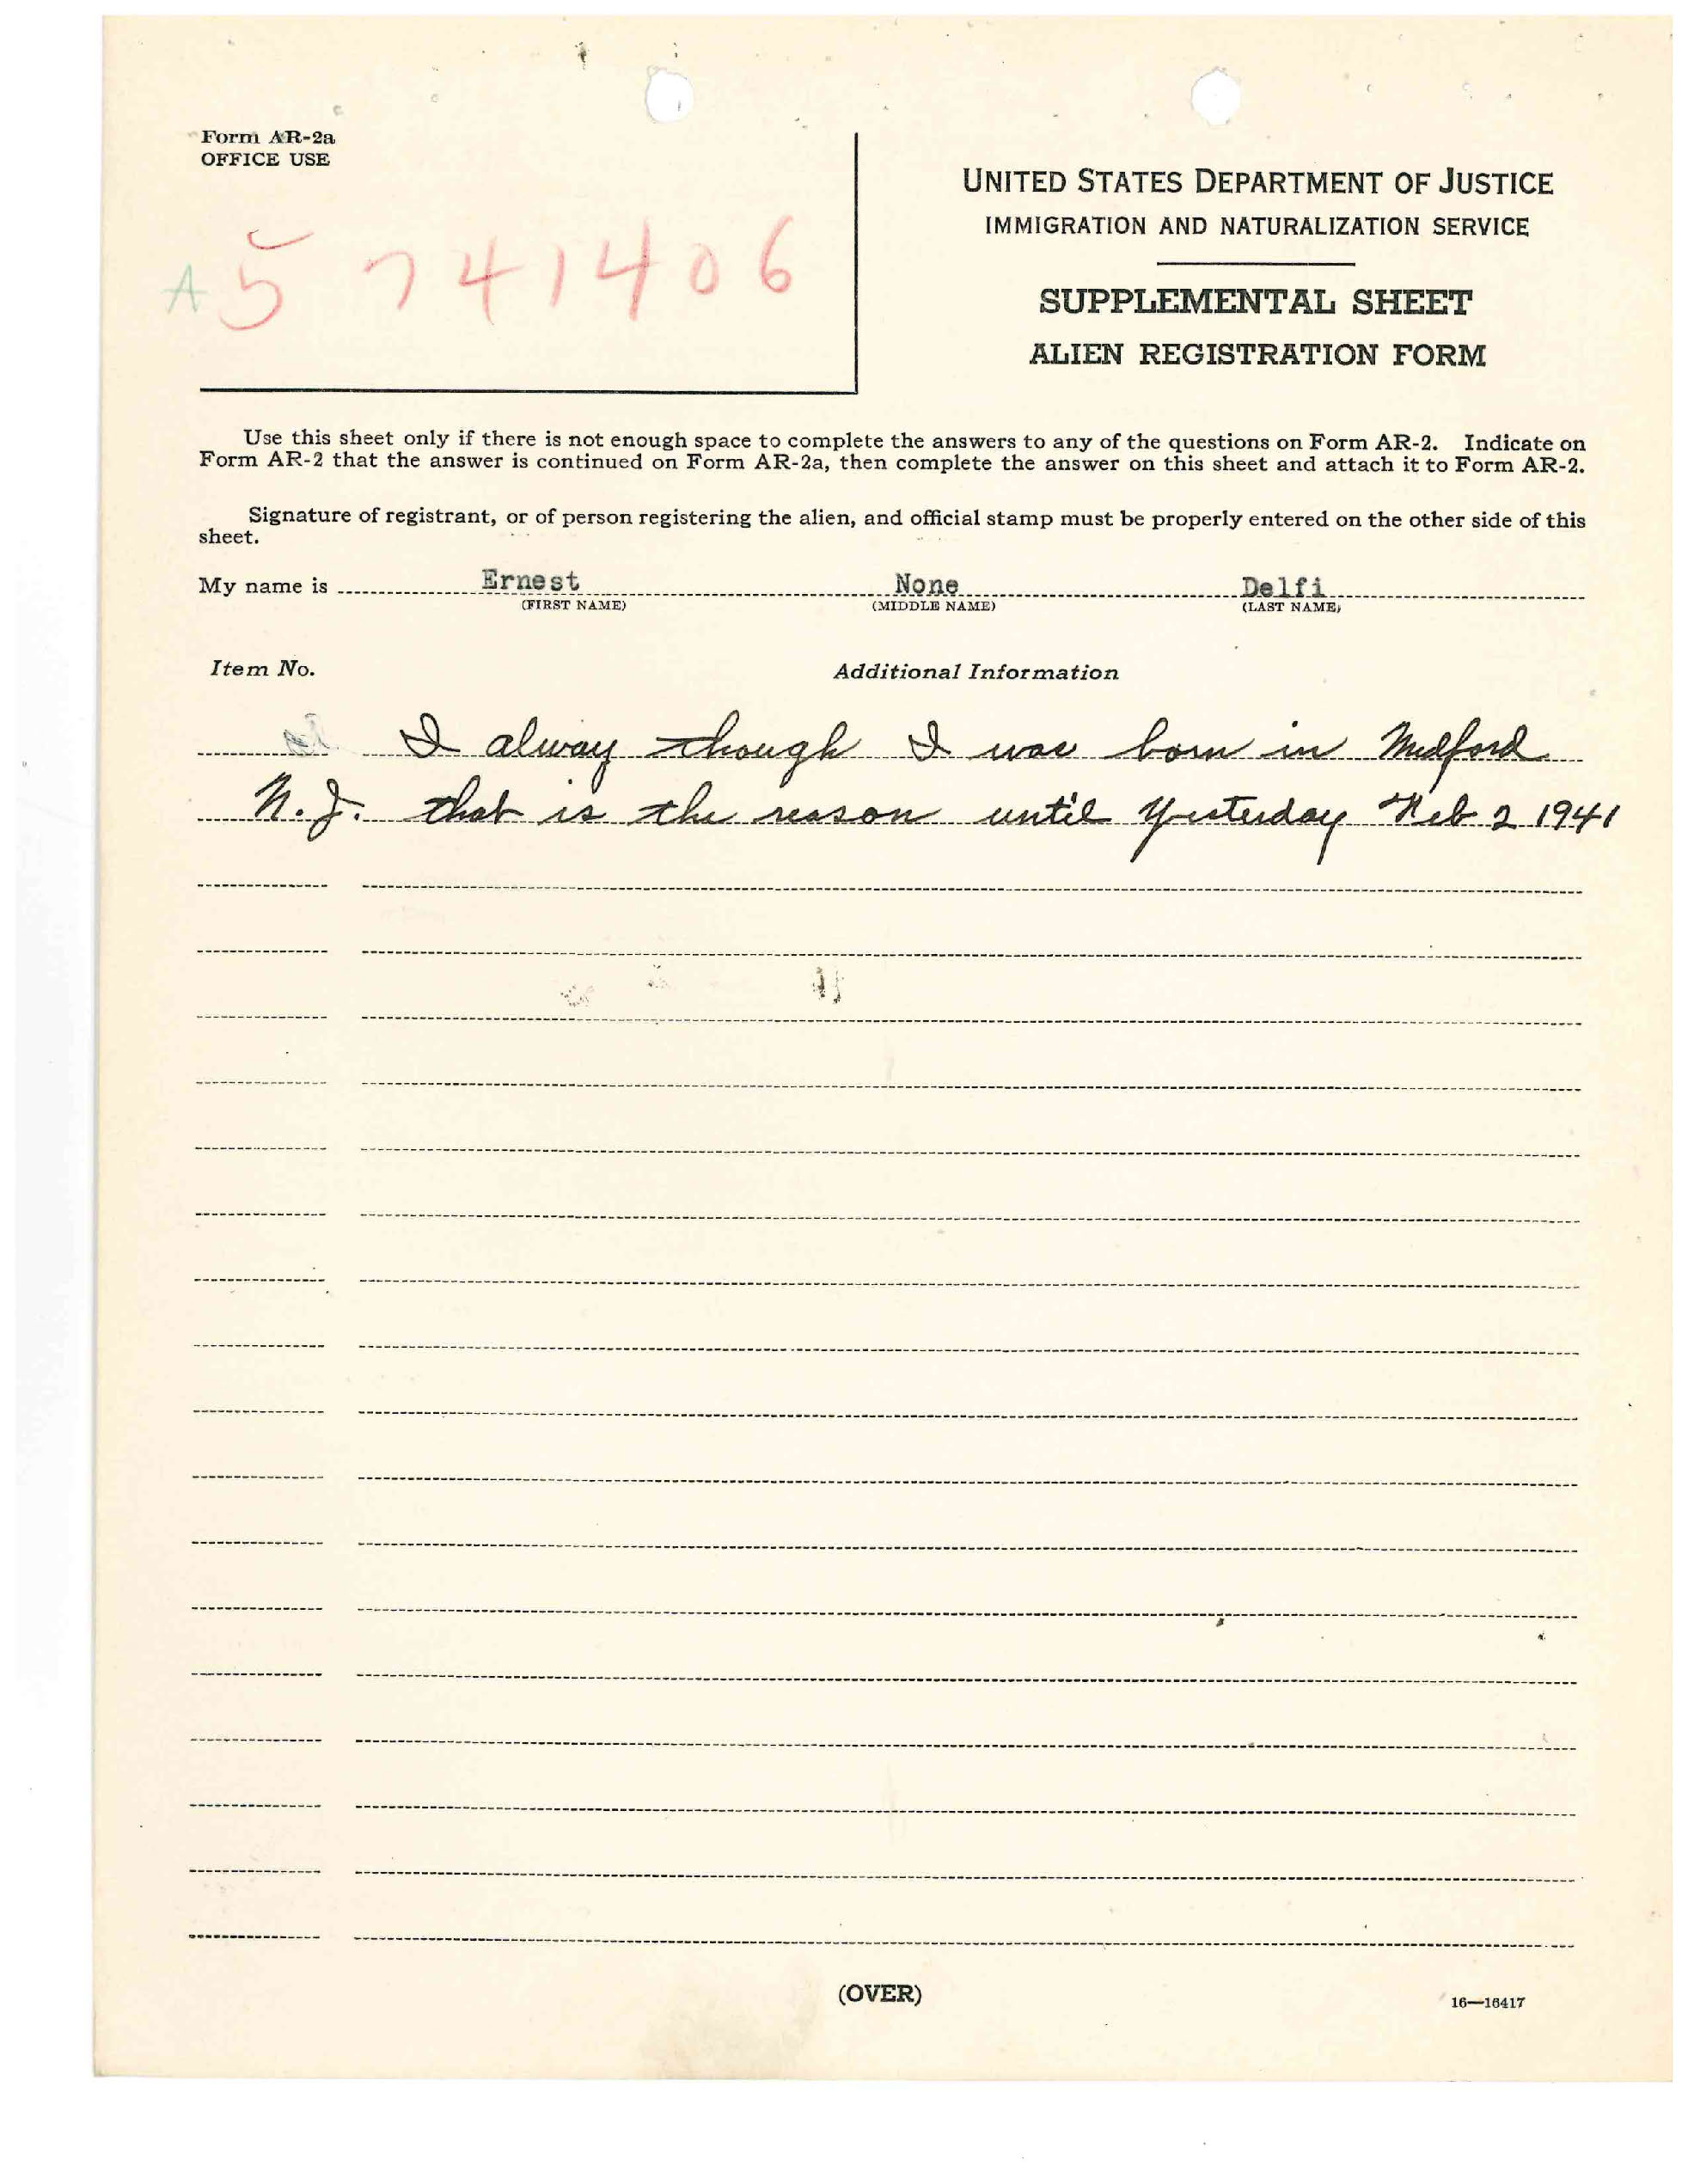 Form AR-2a
OFFICE USE
A5 741406
UNITED STATES DEPARTMENT OF JUSTICE
IMMIGRATION AND NATURALIZATION SERVICE
SUPPLEMENTAL SHEET
ALIEN REGISTRATION FORM
Use this sheet only if there is not enough space to complete the answers to any of the questions on Form AR-2. Indicate on
Form AR-2 that the answer is continued on Form AR-2a, then complete the answer on this sheet and attach it to Form AR-2.
Signature of registrant, or of person registering the alien, and official stamp must be properly entered on the other side of this
sheet.
My name is Ernest None Delfi
(FIRST NAME) (MIDDLE NAME) (LAST NAME)
Item No. Additional Information
I alway though I was born in
N.J. that is the reason until Yesterday Feb 2 1941
(OVER)
16—16417